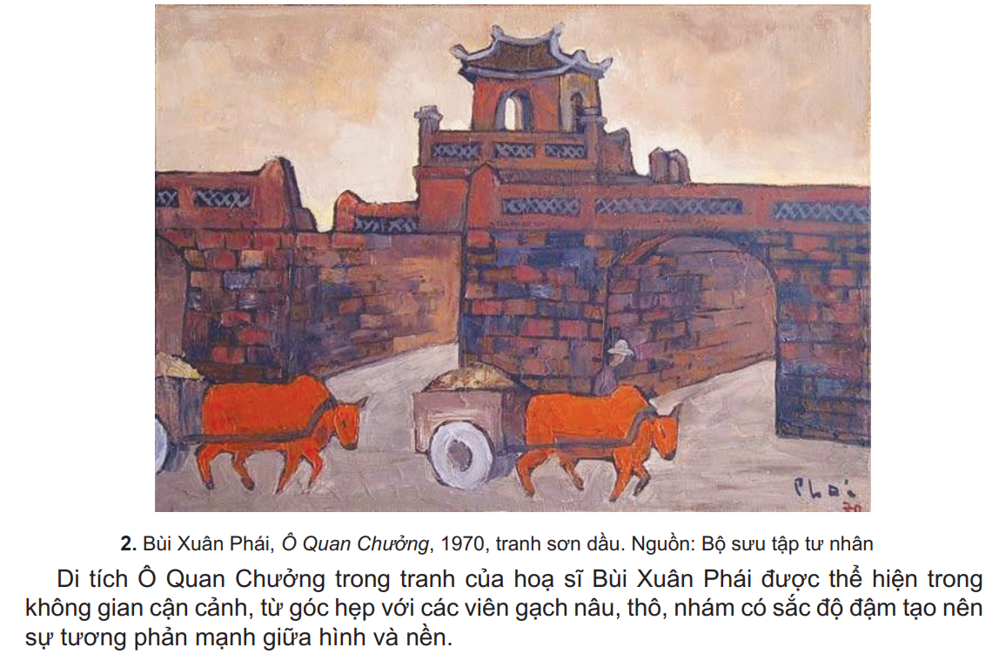 Phái
70
2. Bùi Xuân Phái, Ô Quan Chưởng, 1970, tranh sơn dầu. Nguồn: Bộ sưu tập tư nhân
Di tích Ô Quan Chưởng trong tranh của hoạ sĩ Bùi Xuân Phái được thể hiện trong
không gian cận cảnh, từ góc hẹp với các viên gạch nâu, thô, nhám có sắc độ đậm tạo nên
sự tương phản mạnh giữa hình và nền.